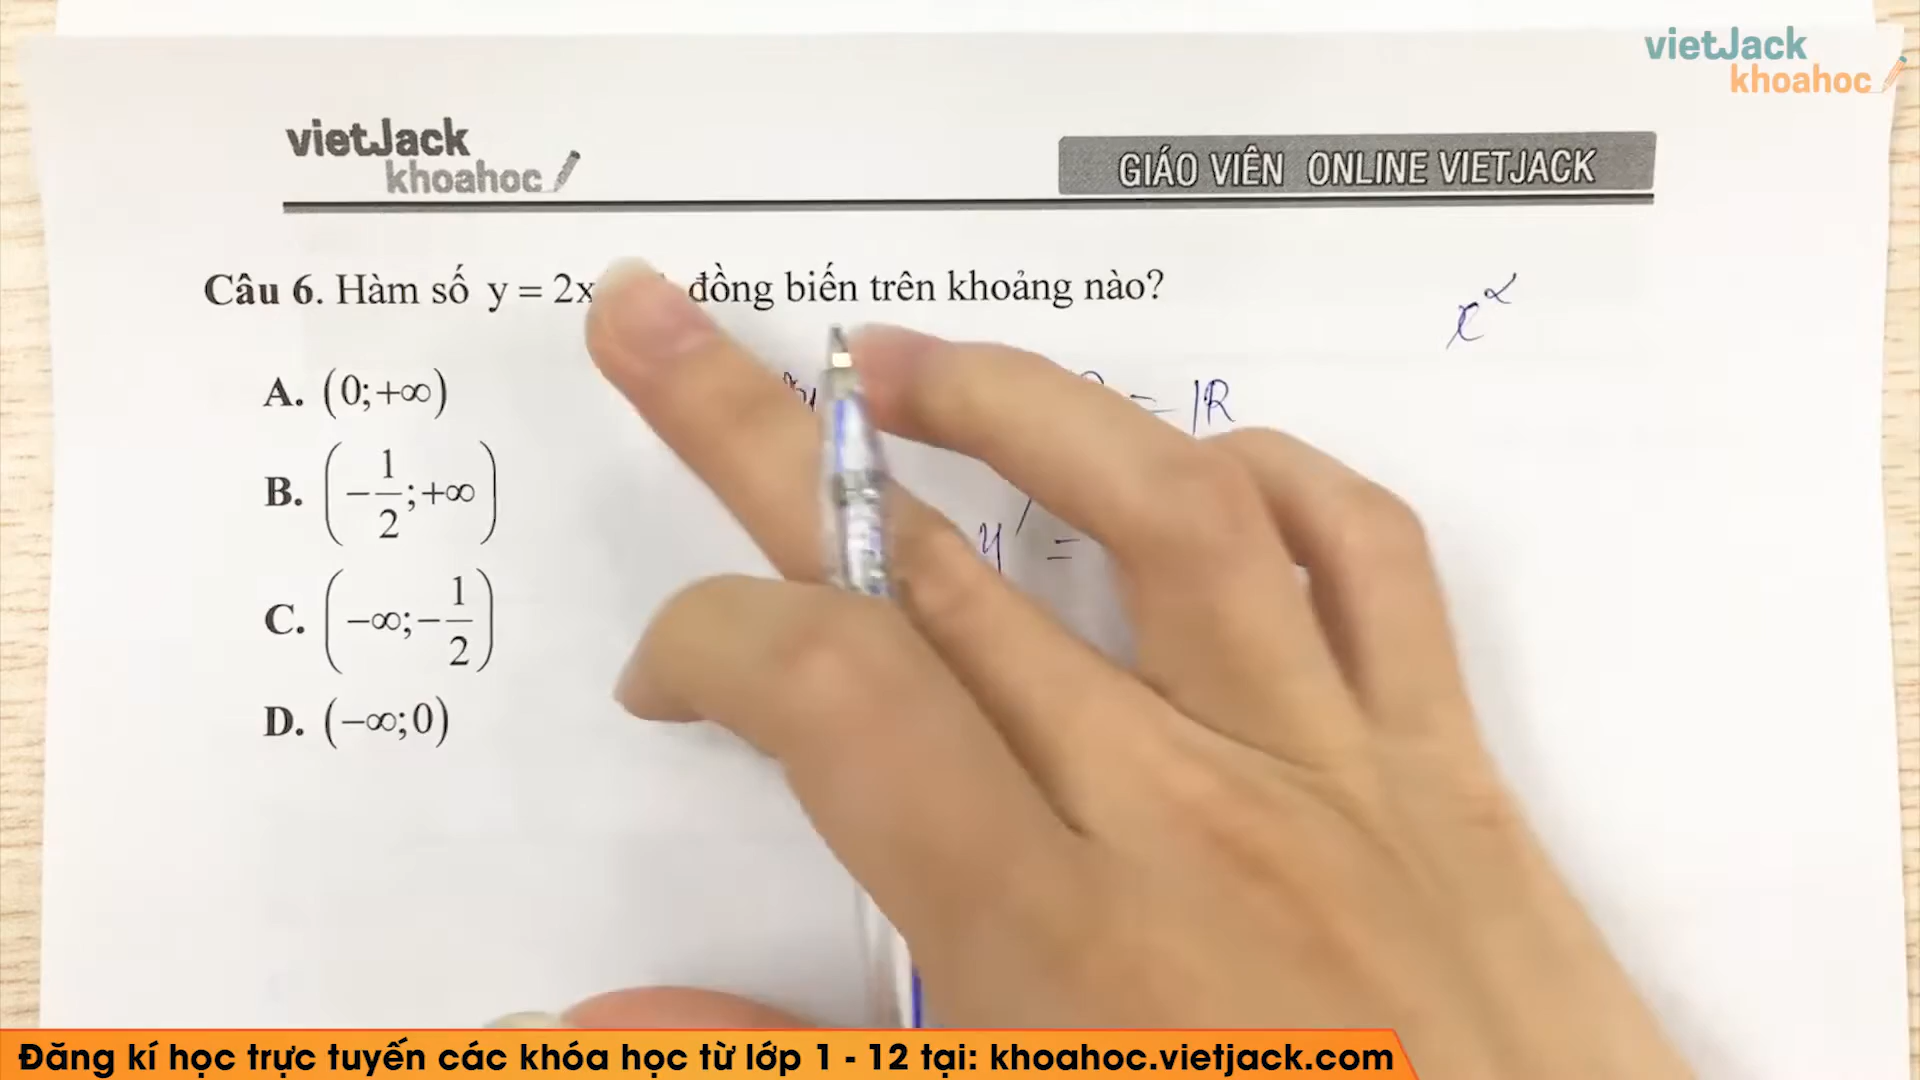 vietJack
khoahoc
vietJack
khoahoc
GIÁO VIÊN ONLINE VIETJACK
Câu 6. Hàm số y = 2x đồng biến trên khoảng nào?
x^α
A. (0;+∞)
= ℝ
B. (-1/2;+∞)
y' =
C. (-∞;-1/2)
D. (-∞;0)
Đăng kí học trực tuyến các khóa học từ lớp 1 - 12 tại: khoahoc.vietjack.com